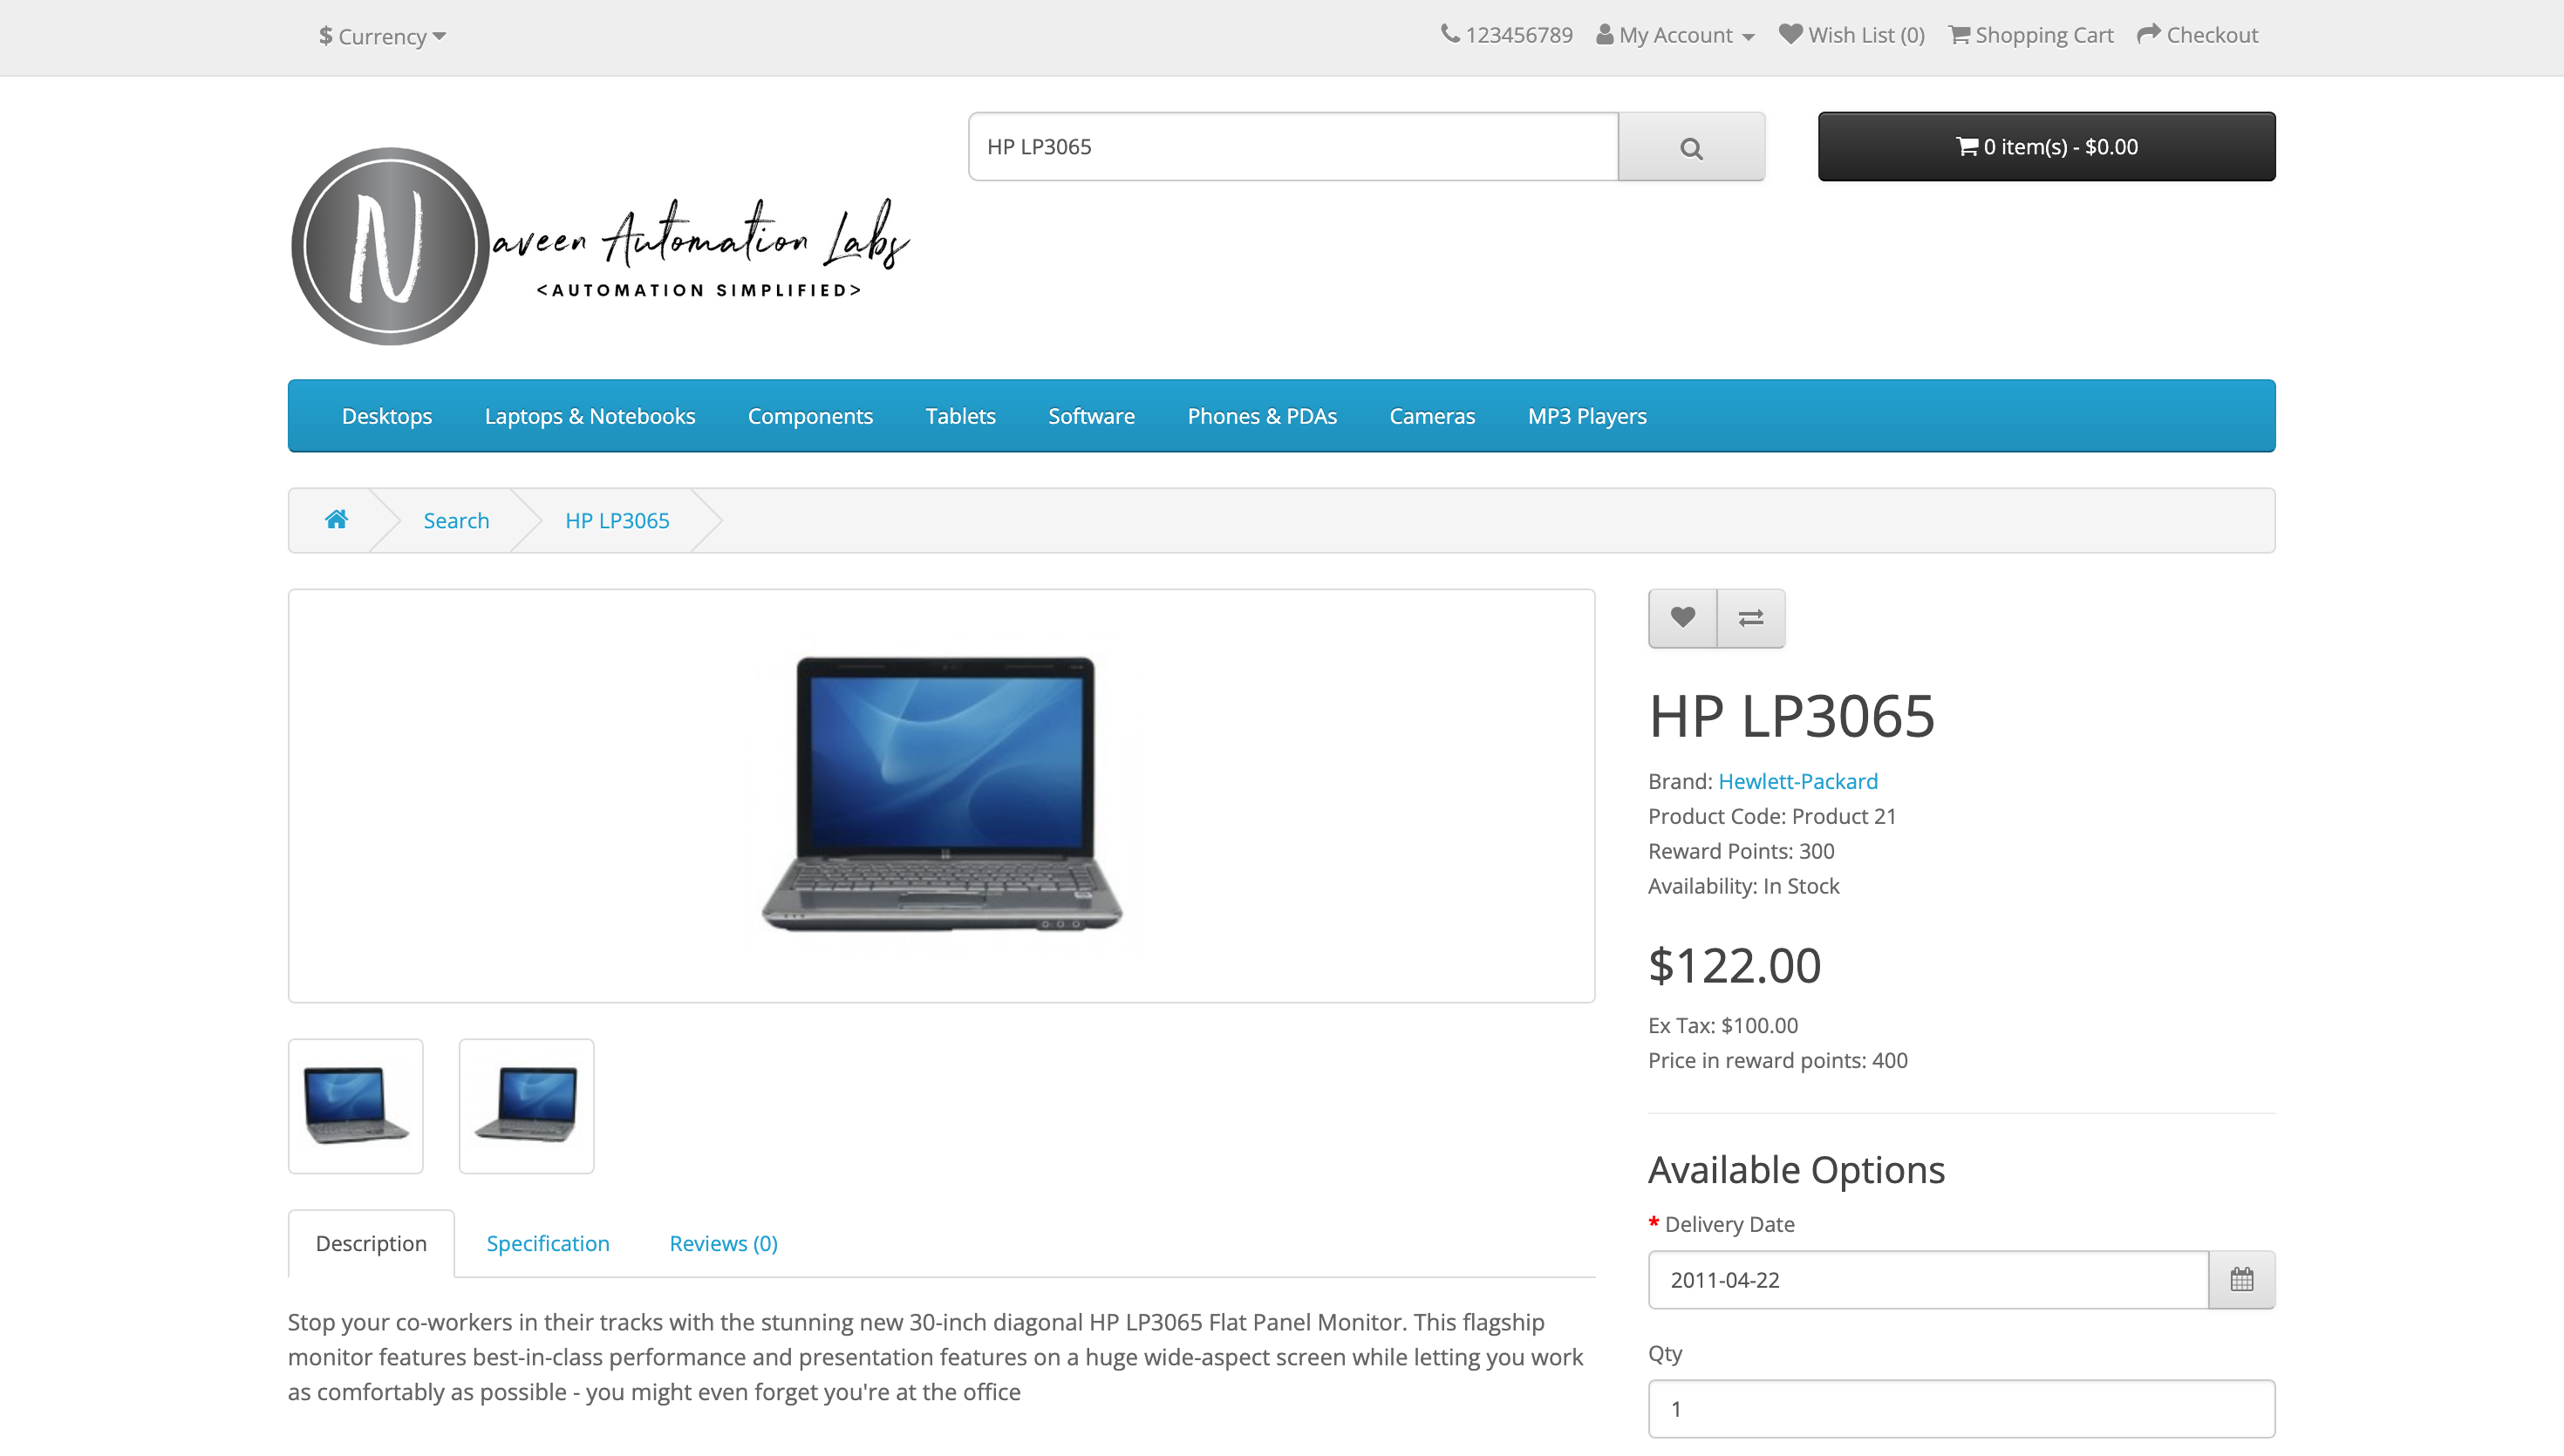 $ Currency
123456789 My Account Wish List (0) Shopping Cart Checkout
HP LP3065
0 item(s) - $0.00
Naveen Automation Labs
<AUTOMATION SIMPLIFIED>
Desktops Laptops & Notebooks Components Tablets Software Phones & PDAs Cameras MP3 Players
Search HP LP3065
HP LP3065
Brand: Hewlett-Packard
Product Code: Product 21
Reward Points: 300
Availability: In Stock
$122.00
Ex Tax: $100.00
Price in reward points: 400
Available Options
* Delivery Date
2011-04-22
Qty
1
Description Specification Reviews (0)
Stop your co-workers in their tracks with the stunning new 30-inch diagonal HP LP3065 Flat Panel Monitor. This flagship
monitor features best-in-class performance and presentation features on a huge wide-aspect screen while letting you work
as comfortably as possible - you might even forget you're at the office